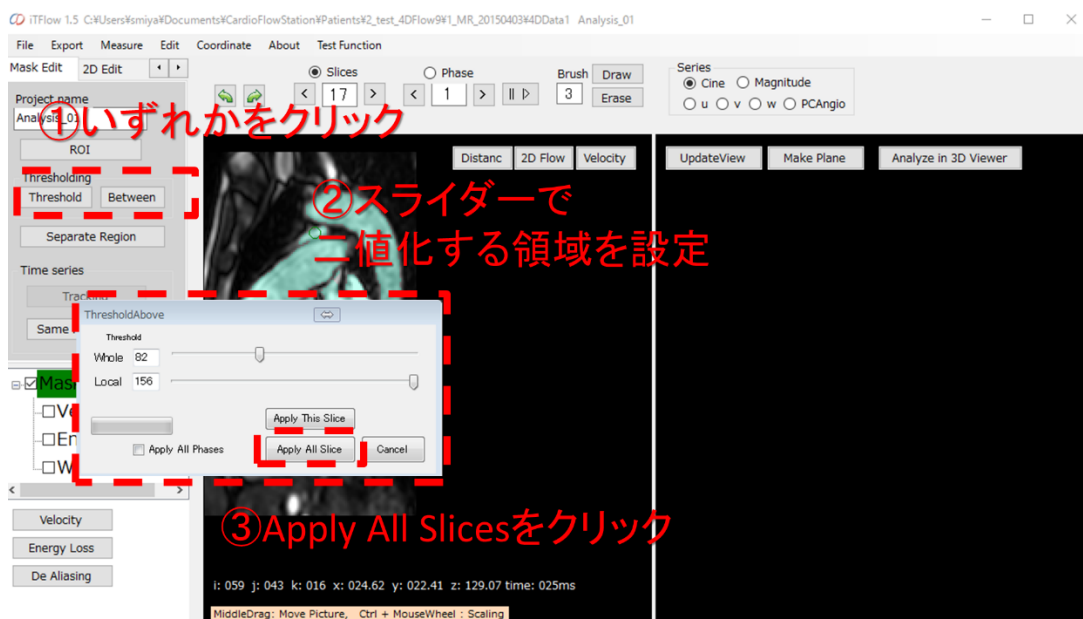 iTFlow 1.5 C:¥Users¥smiya¥Documents¥CardioFlowStation¥Patients¥2_test_4DFlow9¥1_MR_20150403¥4DData1 Analysis_01
File Export Measure Edit Coordinate About Test Function
Mask Edit 2D Edit
Slices Phase Brush Draw
17 1 3 Erase
Series
Cine Magnitude
u v w PCAngio
Project name
Analysis_01
①いずれかをクリック
ROI
Distanc 2D Flow Velocity UpdateView Make Plane Analyze in 3D Viewer
Thresholding
Threshold Between
②スライダーで
二値化する領域を設定
Separate Region
Time series
Tracking
Same
ThresholdAbove
Threshold
Whole 82
Local 156
Apply This Slice
Apply All Phases Apply All Slice Cancel
Mas
Ve
En
W
Velocity
③Apply All Slicesをクリック
Energy Loss
De Aliasing
i: 059 j: 043 k: 016 x: 024.62 y: 022.41 z: 129.07 time: 025ms
MiddleDrag: Move Picture, Ctrl + MouseWheel : Scaling